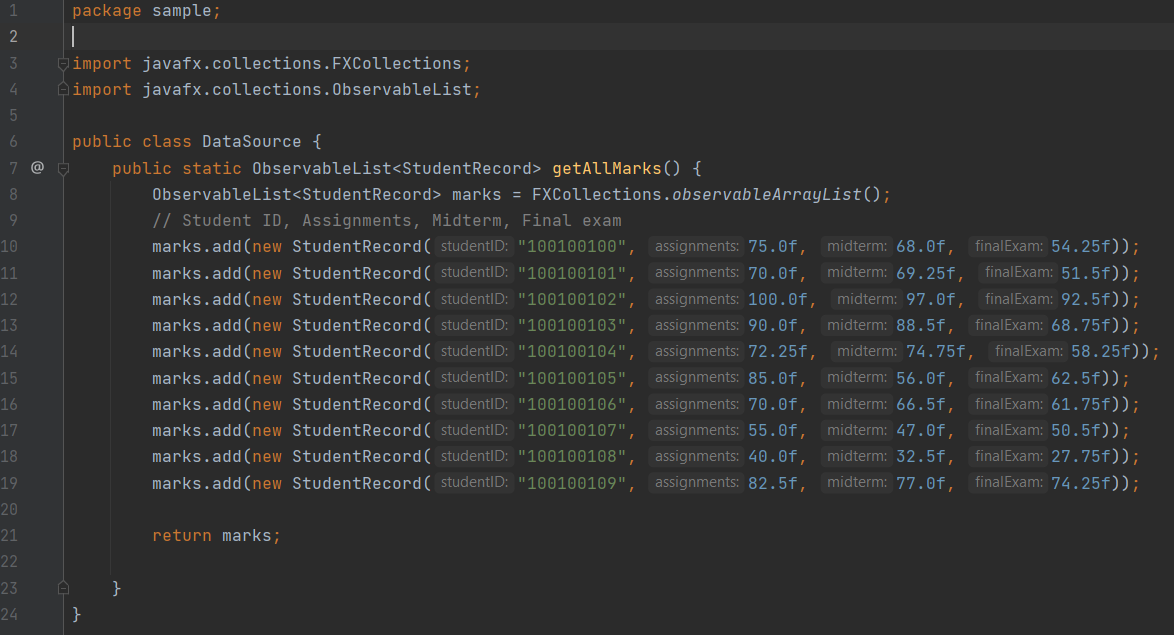 1 package sample;
2
3 import javafx.collections.FXCollections;
4 import javafx.collections.ObservableList;
5
6 public class DataSource {
7 @ public static ObservableList<StudentRecord> getAllMarks() {
8 ObservableList<StudentRecord> marks = FXCollections.observableArrayList();
9 // Student ID, Assignments, Midterm, Final exam
10 marks.add(new StudentRecord( studentID: "100100100", assignments: 75.0f, midterm: 68.0f, finalExam: 54.25f));
11 marks.add(new StudentRecord( studentID: "100100101", assignments: 70.0f, midterm: 69.25f, finalExam: 51.5f));
12 marks.add(new StudentRecord( studentID: "100100102", assignments: 100.0f, midterm: 97.0f, finalExam: 92.5f));
13 marks.add(new StudentRecord( studentID: "100100103", assignments: 90.0f, midterm: 88.5f, finalExam: 68.75f));
14 marks.add(new StudentRecord( studentID: "100100104", assignments: 72.25f, midterm: 74.75f, finalExam: 58.25f));
15 marks.add(new StudentRecord( studentID: "100100105", assignments: 85.0f, midterm: 56.0f, finalExam: 62.5f));
16 marks.add(new StudentRecord( studentID: "100100106", assignments: 70.0f, midterm: 66.5f, finalExam: 61.75f));
17 marks.add(new StudentRecord( studentID: "100100107", assignments: 55.0f, midterm: 47.0f, finalExam: 50.5f));
18 marks.add(new StudentRecord( studentID: "100100108", assignments: 40.0f, midterm: 32.5f, finalExam: 27.75f));
19 marks.add(new StudentRecord( studentID: "100100109", assignments: 82.5f, midterm: 77.0f, finalExam: 74.25f));
20
21 return marks;
22
23 }
24 }